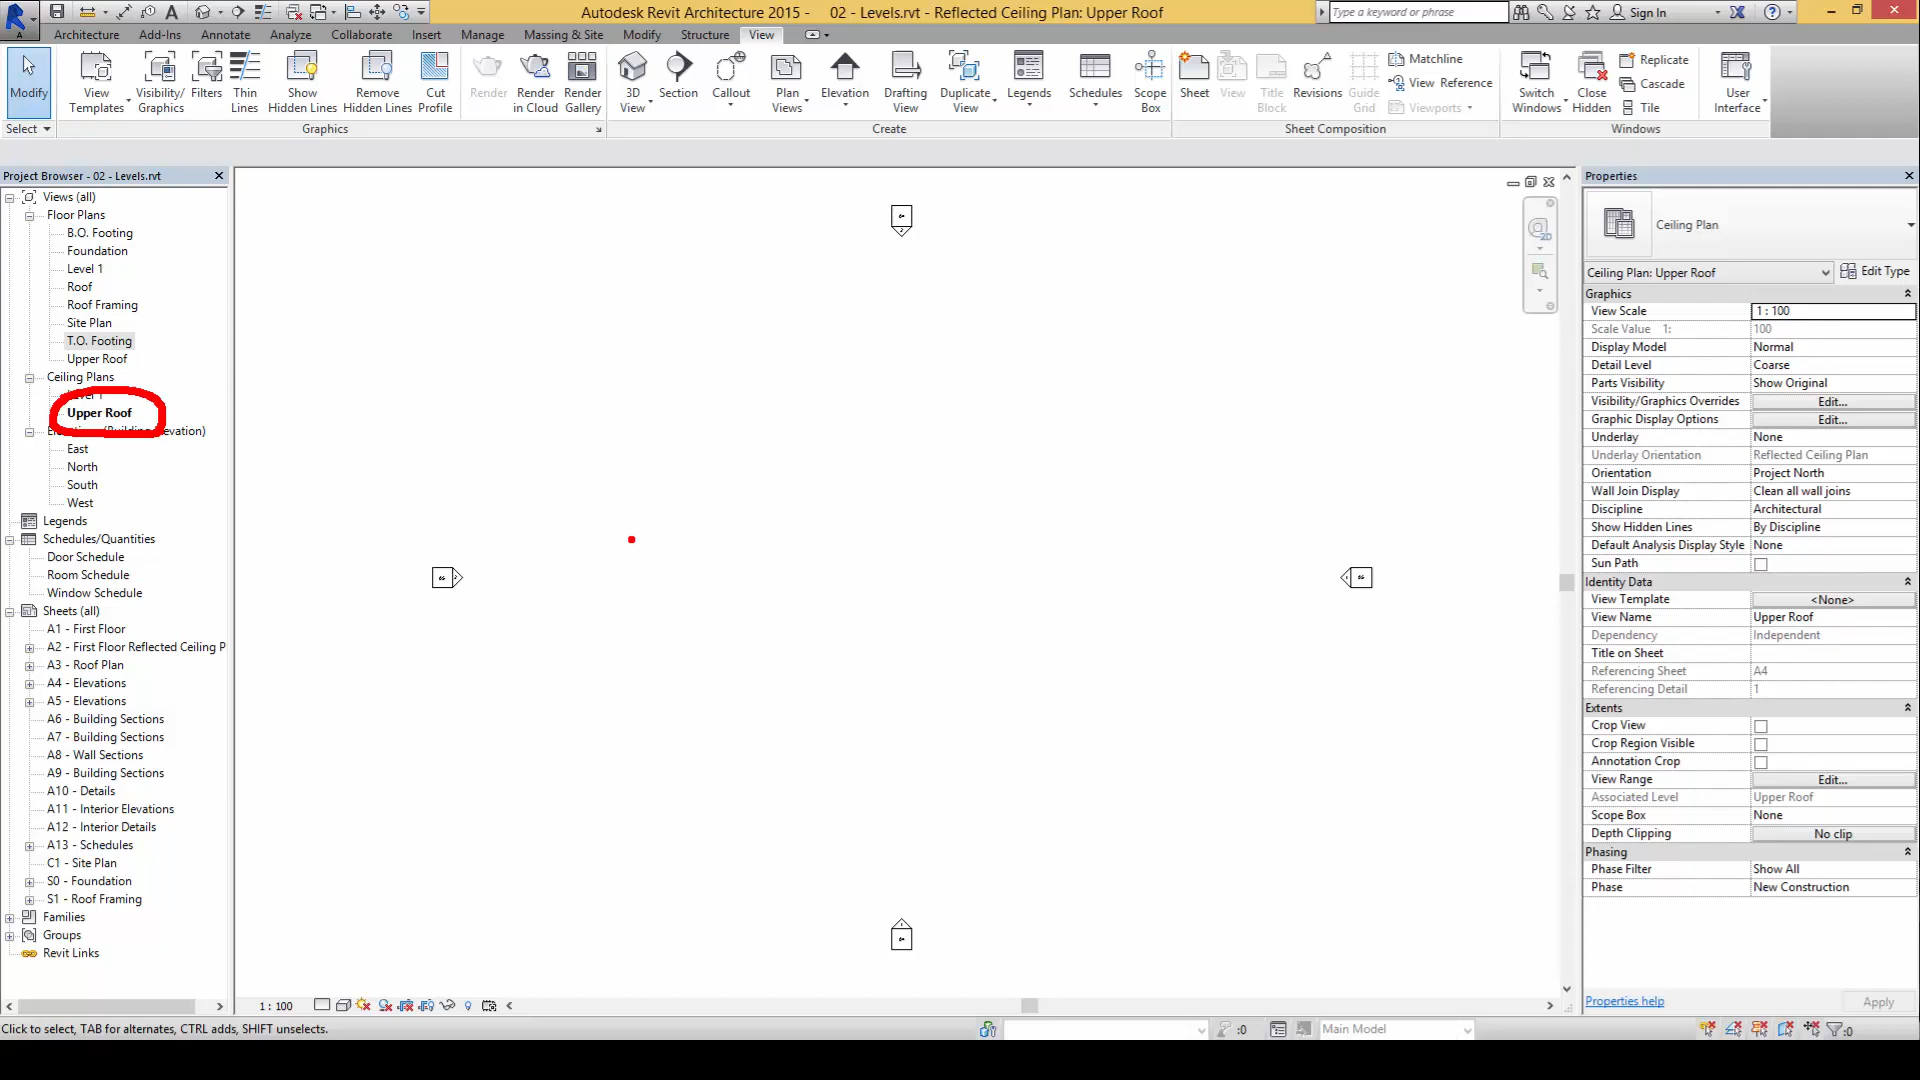 Autodesk Revit Architecture 2015 - 02 - Levels.rvt - Reflected Ceiling Plan: Upper Roof
Type a keyword or phrase
Sign In
Architecture Add-Ins Annotate Analyze Collaborate Insert Manage Massing & Site Modify Structure View
Modify
View Templates
Visibility/ Graphics
Filters
Thin Lines
Show Hidden Lines
Remove Hidden Lines
Cut Profile
Render
Render in Cloud
Render Gallery
3D View
Section
Callout
Plan Views
Elevation
Drafting View
Duplicate View
Legends
Schedules
Scope Box
Sheet
View
Title Block
Revisions
Guide Grid
Matchline
View Reference
Viewports
Switch Windows
Close Hidden
Replicate
Cascade
Tile
User Interface
Select
Graphics
Create
Sheet Composition
Windows
Project Browser - 02 - Levels.rvt
Views (all)
Floor Plans
B.O. Footing
Foundation
Level 1
Roof
Roof Framing
Site Plan
T.O. Footing
Upper Roof
Ceiling Plans
Level 1
Upper Roof
Elevations (Building Elevation)
East
North
South
West
Legends
Schedules/Quantities
Door Schedule
Room Schedule
Window Schedule
Sheets (all)
A1 - First Floor
A2 - First Floor Reflected Ceiling P
A3 - Roof Plan
A4 - Elevations
A5 - Elevations
A6 - Building Sections
A7 - Building Sections
A8 - Wall Sections
A9 - Building Sections
A10 - Details
A11 - Interior Elevations
A12 - Interior Details
A13 - Schedules
C1 - Site Plan
S0 - Foundation
S1 - Roof Framing
Families
Groups
Revit Links
2D
1 : 100
Properties
Ceiling Plan
Ceiling Plan: Upper Roof
Edit Type
Graphics
View Scale 1 : 100
Scale Value 1: 100
Display Model Normal
Detail Level Coarse
Parts Visibility Show Original
Visibility/Graphics Overrides Edit...
Graphic Display Options Edit...
Underlay None
Underlay Orientation Reflected Ceiling Plan
Orientation Project North
Wall Join Display Clean all wall joins
Discipline Architectural
Show Hidden Lines By Discipline
Default Analysis Display Style None
Sun Path
Identity Data
View Template <None>
View Name Upper Roof
Dependency Independent
Title on Sheet
Referencing Sheet A4
Referencing Detail 1
Extents
Crop View
Crop Region Visible
Annotation Crop
View Range Edit...
Associated Level Upper Roof
Scope Box None
Depth Clipping No clip
Phasing
Phase Filter Show All
Phase New Construction
Properties help
Apply
Click to select, TAB for alternates, CTRL adds, SHIFT unselects.
:0
Main Model
:0